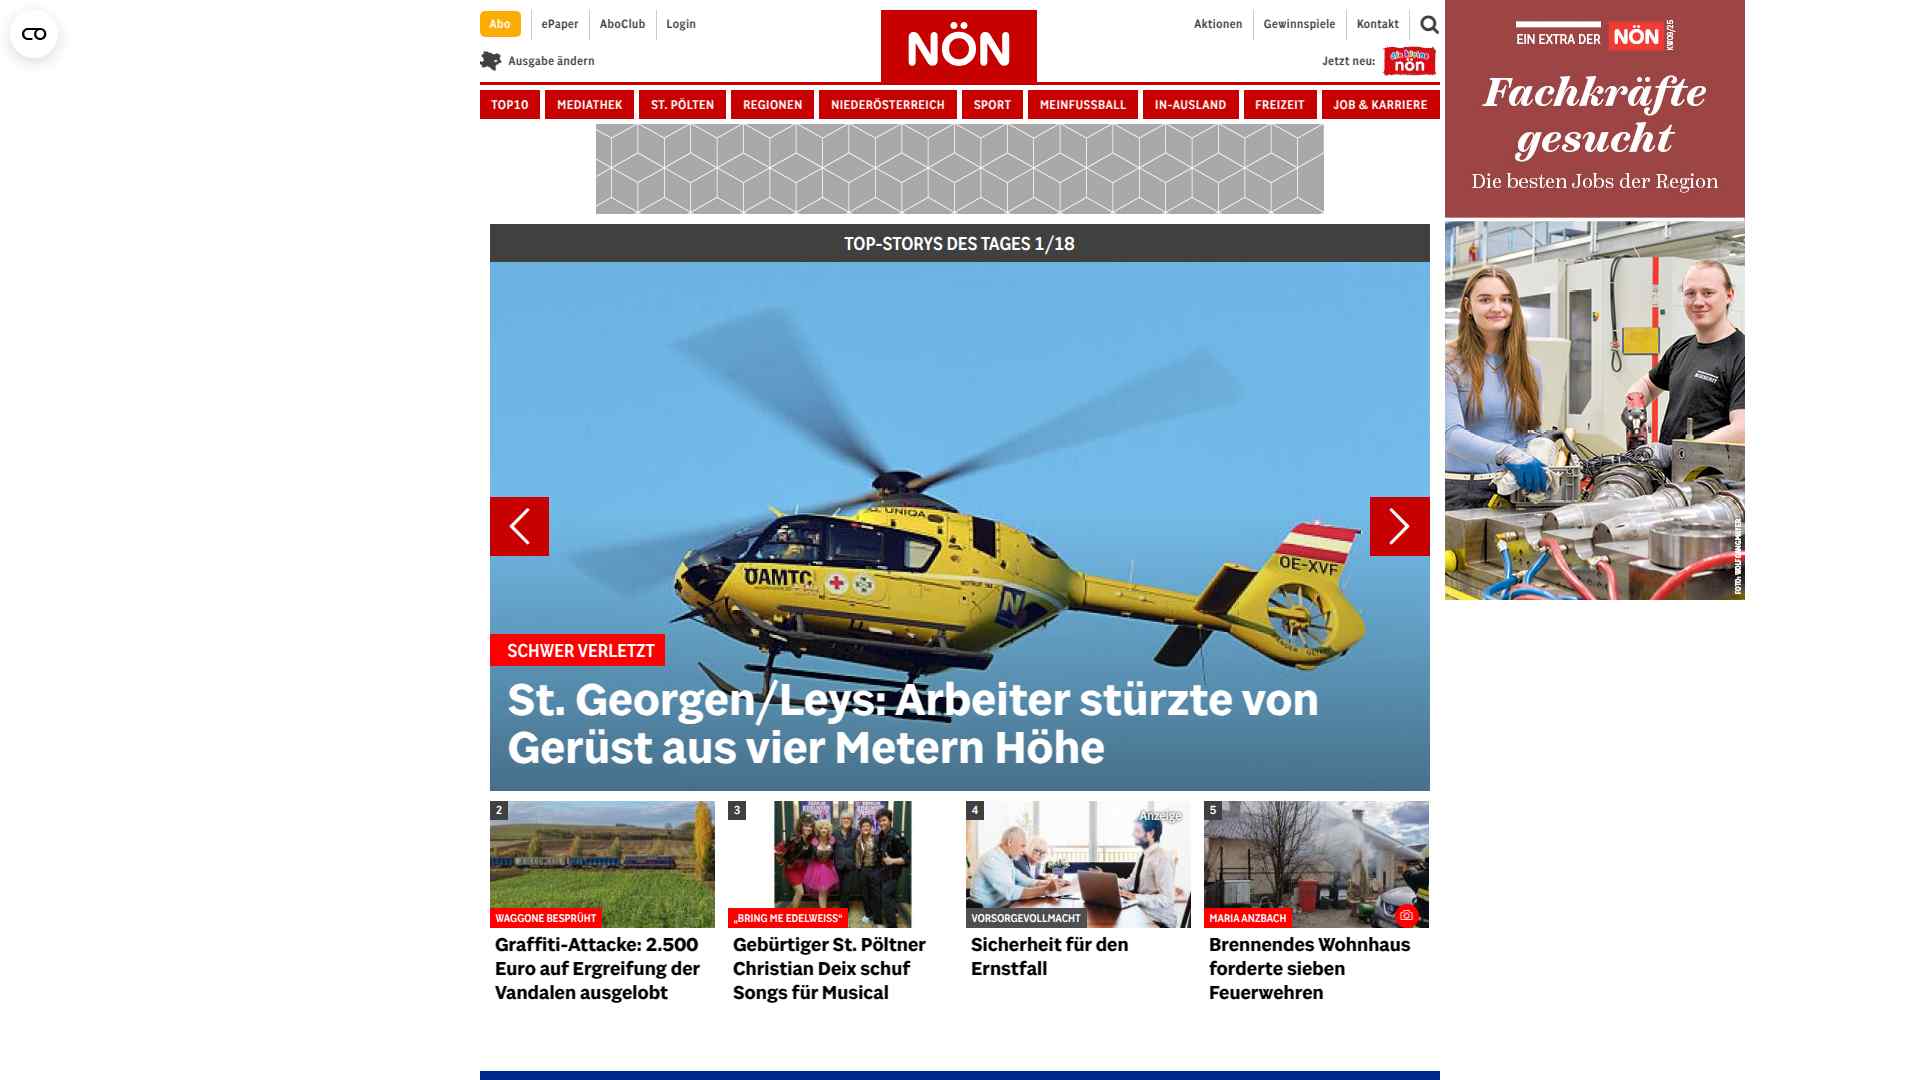 Abo
ePaper
AboClub
Login
NÖN
Aktionen
Gewinnspiele
Kontakt
Ausgabe ändern
Jetzt neu:
die kleine
nön
TOP10
MEDIATHEK
ST. PÖLTEN
REGIONEN
NIEDERÖSTERREICH
SPORT
MEINFUSSBALL
IN-AUSLAND
FREIZEIT
JOB & KARRIERE
EIN EXTRA DER NÖN
KW09/25
Fachkräfte
gesucht
Die besten Jobs der Region
TOP-STORYS DES TAGES 1/18
UNIQA
ÖAMTC
OE-XVF
SCHWER VERLETZT
St. Georgen/Leys: Arbeiter stürzte von
Gerüst aus vier Metern Höhe
2
WAGGONE BESPRÜHT
Graffiti-Attacke: 2.500
Euro auf Ergreifung der
Vandalen ausgelobt
3
„BRING ME EDELWEISS“
Gebürtiger St. Pöltner
Christian Deix schuf
Songs für Musical
4
Anzeige
VORSORGEVOLLMACHT
Sicherheit für den
Ernstfall
5
MARIA ANZBACH
Brennendes Wohnhaus
forderte sieben
Feuerwehren